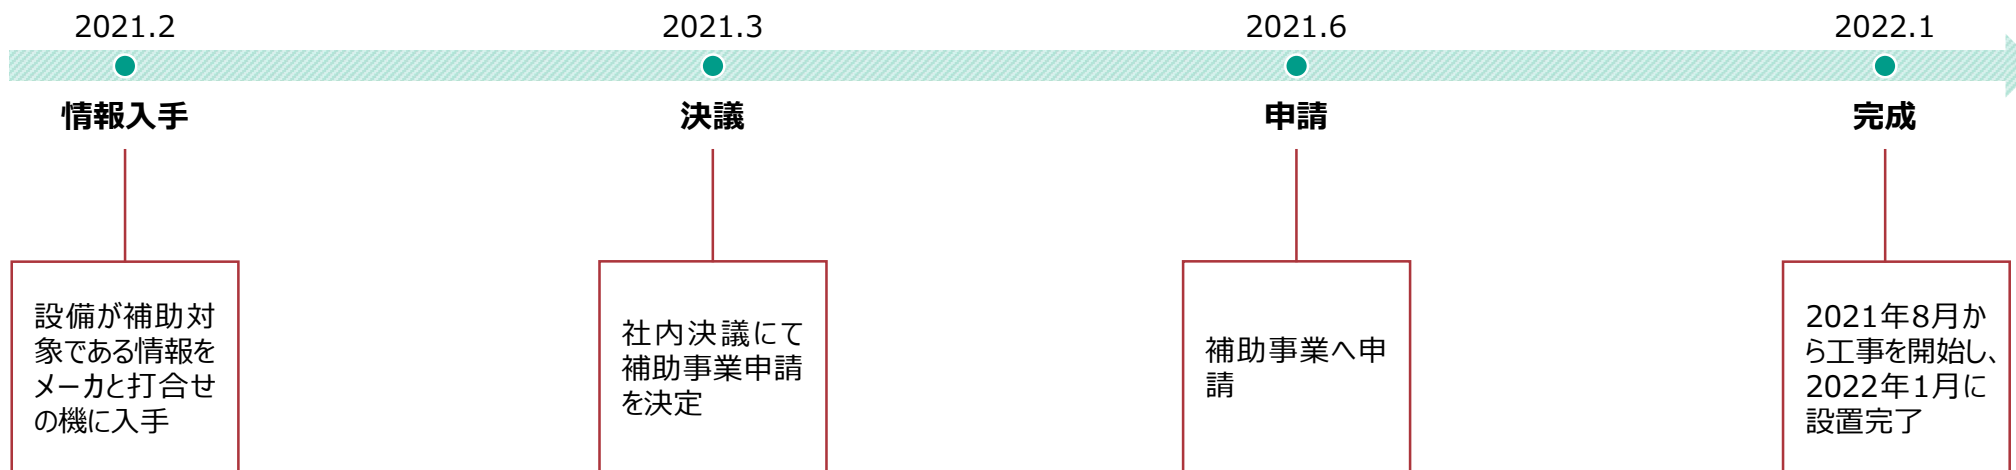 2021.2
2021.3
2021.6
2022.1
情報入手
決議
申請
完成
設備が補助対
象である情報を
メーカと打合せ
の機に入手
社内決議にて
補助事業申請
を決定
補助事業へ申
請
2021年8月か
ら工事を開始し、
2022年1月に
設置完了